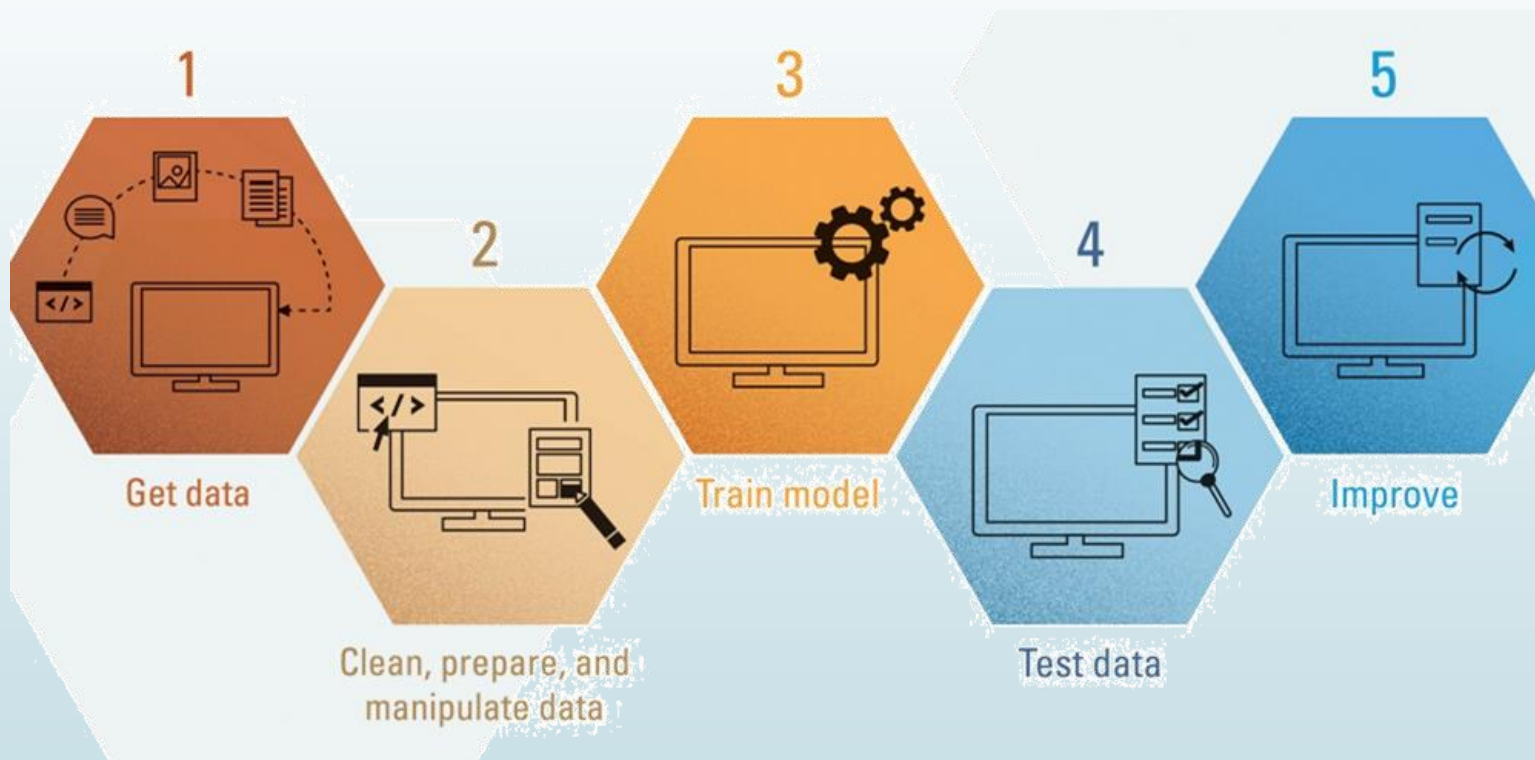 1
Get data
</>
2
</>
Clean, prepare, and
manipulate data
3
Train model
4
Test data
5
Improve